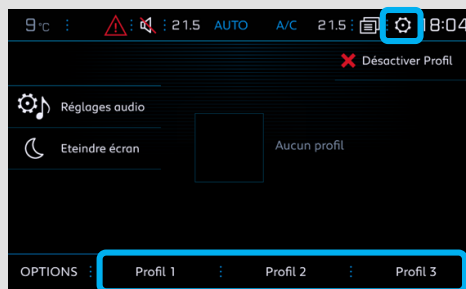 9°C 21.5 AUTO A/C 21.5 18:04
Désactiver Profil
Réglages audio
Eteindre écran
Aucun profil
OPTIONS Profil 1 Profil 2 Profil 3